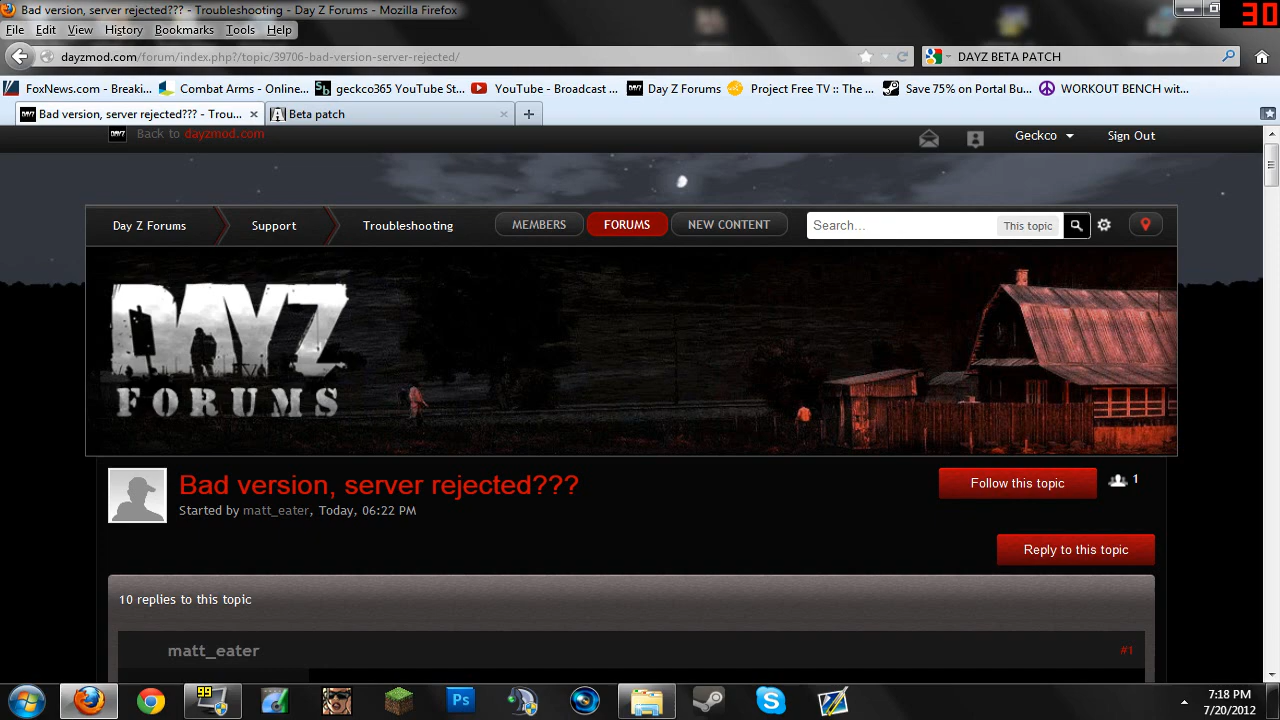 Bad version, server rejected??? - Troubleshooting - Day Z Forums - Mozilla Firefox
30
File Edit View History Bookmarks Tools Help
dayzmod.com/forum/index.php?/topic/39706-bad-version-server-rejected/
DAYZ BETA PATCH
FoxNews.com - Breaki...
Combat Arms - Online...
geckco365 YouTube St...
YouTube - Broadcast ...
Day Z Forums
Project Free TV :: The ...
Save 75% on Portal Bu...
WORKOUT BENCH wit...
Bad version, server rejected??? - Trou...
Beta patch
Back to dayzmod.com
Geckco
Sign Out
Day Z Forums
Support
Troubleshooting
MEMBERS
FORUMS
NEW CONTENT
Search...
This topic
DAYZ
FORUMS
Bad version, server rejected???
Started by matt_eater, Today, 06:22 PM
Follow this topic
1
Reply to this topic
10 replies to this topic
matt_eater
#1
99
Ps
7:18 PM
7/20/2012